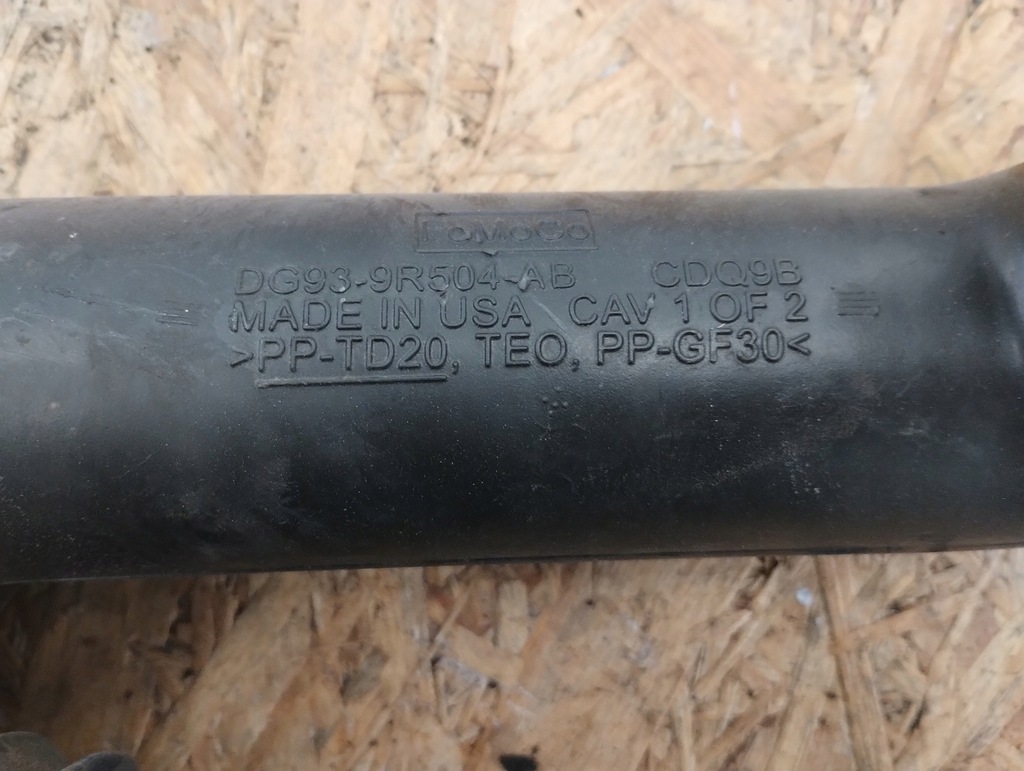 FoMoCo
DG93-9R504-AB CDQ9B
MADE IN USA CAV 1 OF 2
>PP-TD20, TEO, PP-GF30<